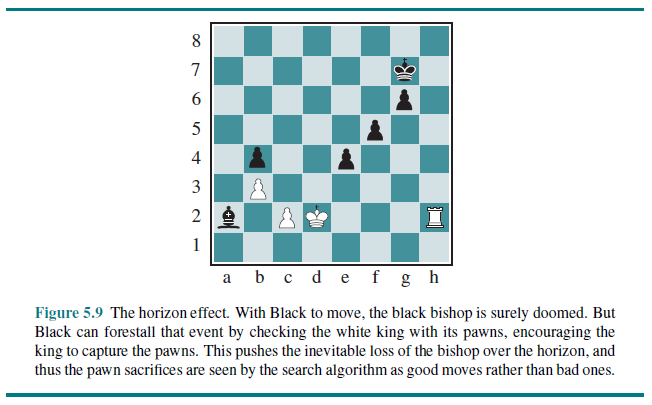 8
7
6
5
4
3
2
1
a b c d e f g h
Figure 5.9 The horizon effect. With Black to move, the black bishop is surely doomed. But
Black can forestall that event by checking the white king with its pawns, encouraging the
king to capture the pawns. This pushes the inevitable loss of the bishop over the horizon, and
thus the pawn sacrifices are seen by the search algorithm as good moves rather than bad ones.